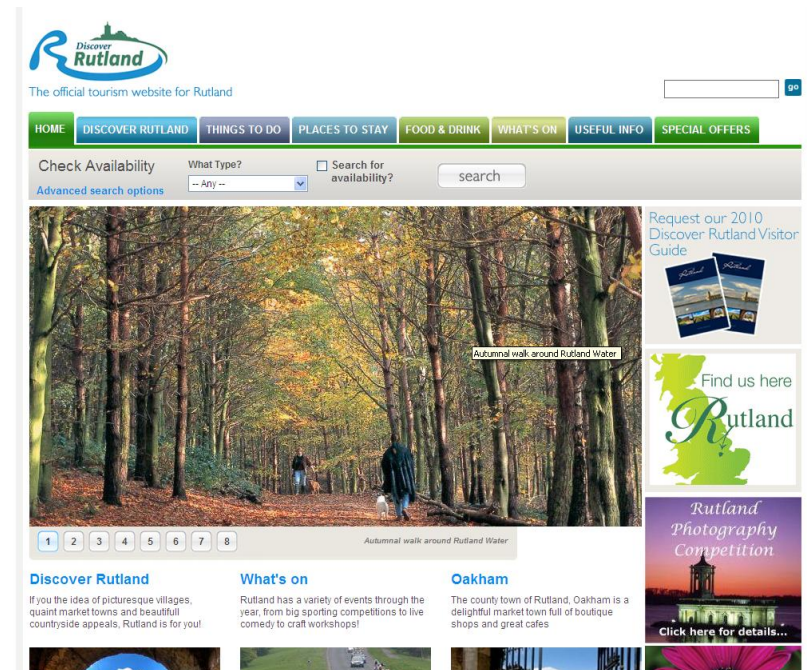 Discover
Rutland
The official tourism website for Rutland
go
HOME
DISCOVER RUTLAND
THINGS TO DO
PLACES TO STAY
FOOD & DRINK
WHAT'S ON
USEFUL INFO
SPECIAL OFFERS
Check Availability
Advanced search options
What Type?
-- Any --
Search for
availability?
search
Request our 2010
Discover Rutland Visitor
Guide
Rutland
Rutland
Autumnal walk around Rutland Water
Find us here
Rutland
1 2 3 4 5 6 7 8
Autumnal walk around Rutland Water
Rutland
Photography
Competition
Click here for details...
Discover Rutland
If you the idea of picturesque villages,
quaint market towns and beautifull
countryside appeals, Rutland is for you!
What's on
Rutland has a variety of events through the
year, from big sporting competitions to live
comedy to craft workshops!
Oakham
The county town of Rutland, Oakham is a
delightful market town full of boutique
shops and great cafes